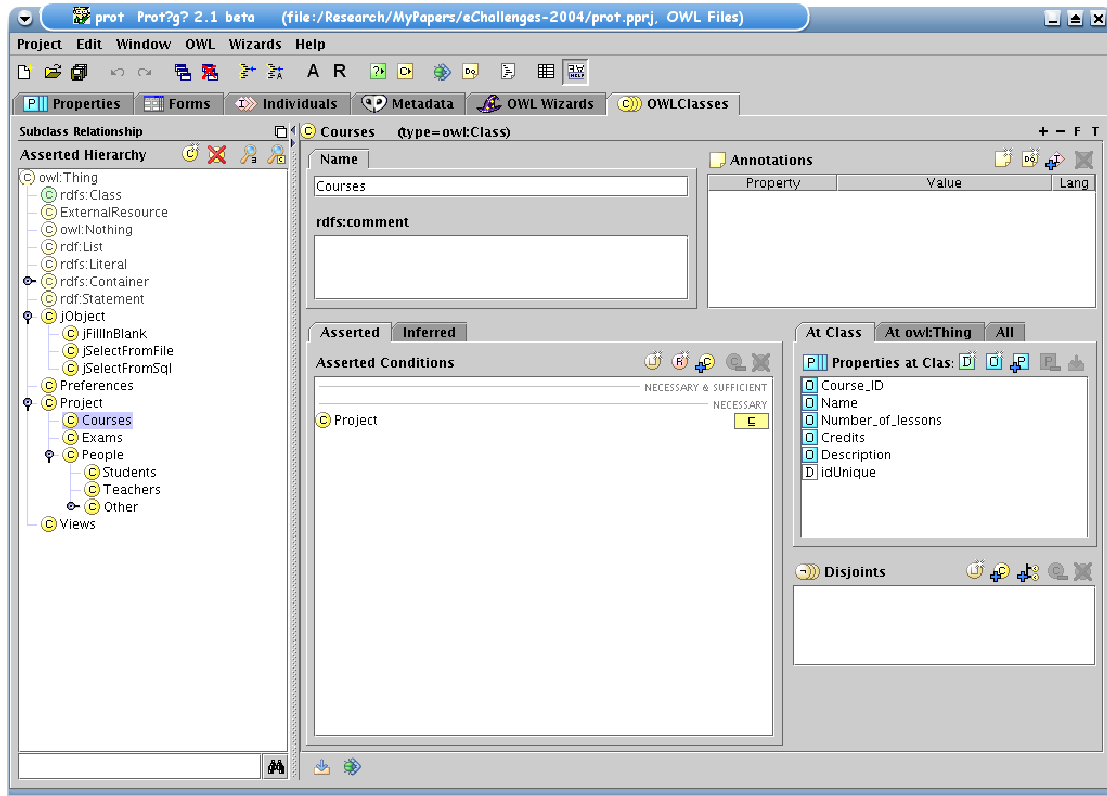 prot Prot?g? 2.1 beta (file:/Research/MyPapers/eChallenges-2004/prot.pprj, OWL Files)
Project Edit Window OWL Wizards Help
A R
P Properties Forms Individuals Metadata OWL Wizards OWLClasses
Subclass Relationship
Asserted Hierarchy
C owl:Thing
C rdfs:Class
C ExternalResource
C owl:Nothing
C rdf:List
C rdfs:Literal
C rdfs:Container
C rdf:Statement
C jObject
C jFillInBlank
C jSelectFromFile
C jSelectFromSql
C Preferences
C Project
C Courses
C Exams
C People
C Students
C Teachers
C Other
C Views
C Courses (type=owl:Class)
+ − F T
Name
Courses
rdfs:comment
Annotations
Property Value Lang
Asserted Inferred
Asserted Conditions
NECESSARY & SUFFICIENT
NECESSARY
C Project ⊑
At Class At owl:Thing All
P Properties at Clas:
O Course_ID
O Name
O Number_of_lessons
O Credits
O Description
D idUnique
Disjoints